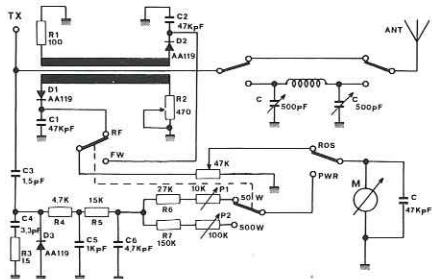 TX
R1
100
C2
47KpF
D2
AA119
ANT
D1
AA119
C1
47KpF
R2
470
RF
FW
C
500pF
C
500pF
47K
ROS
PWR
C3
1,5pF
C4
3,3pF
R3
15
D3
AA119
4,7K
R4
15K
R5
C5
1KpF
C6
4,7KpF
27K
R6
10K
P1
50W
R7
150K
P2
100K
500W
M
C
47KpF